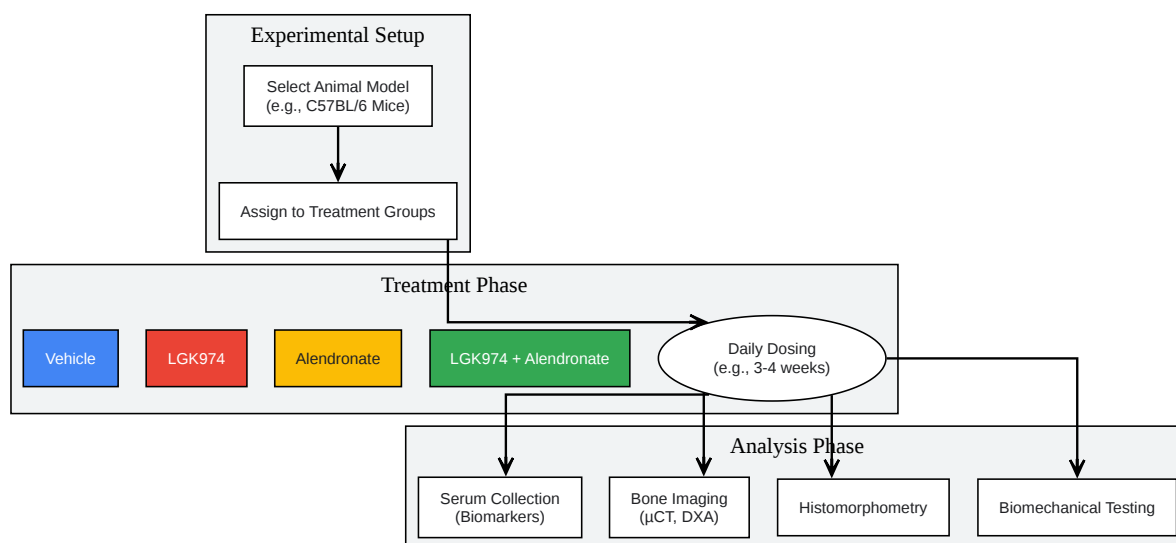 Experimental Setup
Select Animal Model
(e.g., C57BL/6 Mice)
Assign to Treatment Groups
Treatment Phase
Vehicle
LGK974
Alendronate
LGK974 + Alendronate
Daily Dosing
(e.g., 3-4 weeks)
Analysis Phase
Serum Collection
(Biomarkers)
Bone Imaging
(µCT, DXA)
Histomorphometry
Biomechanical Testing